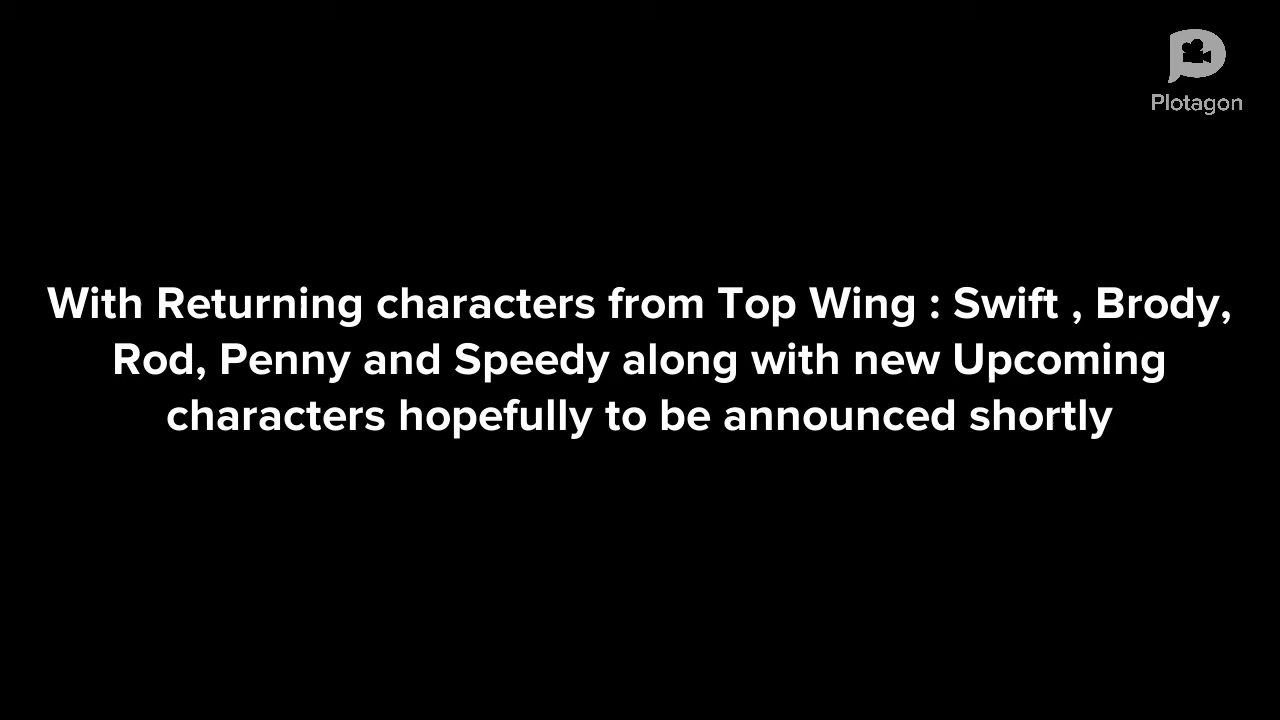 Plotagon
With Returning characters from Top Wing : Swift , Brody,
Rod, Penny and Speedy along with new Upcoming
characters hopefully to be announced shortly